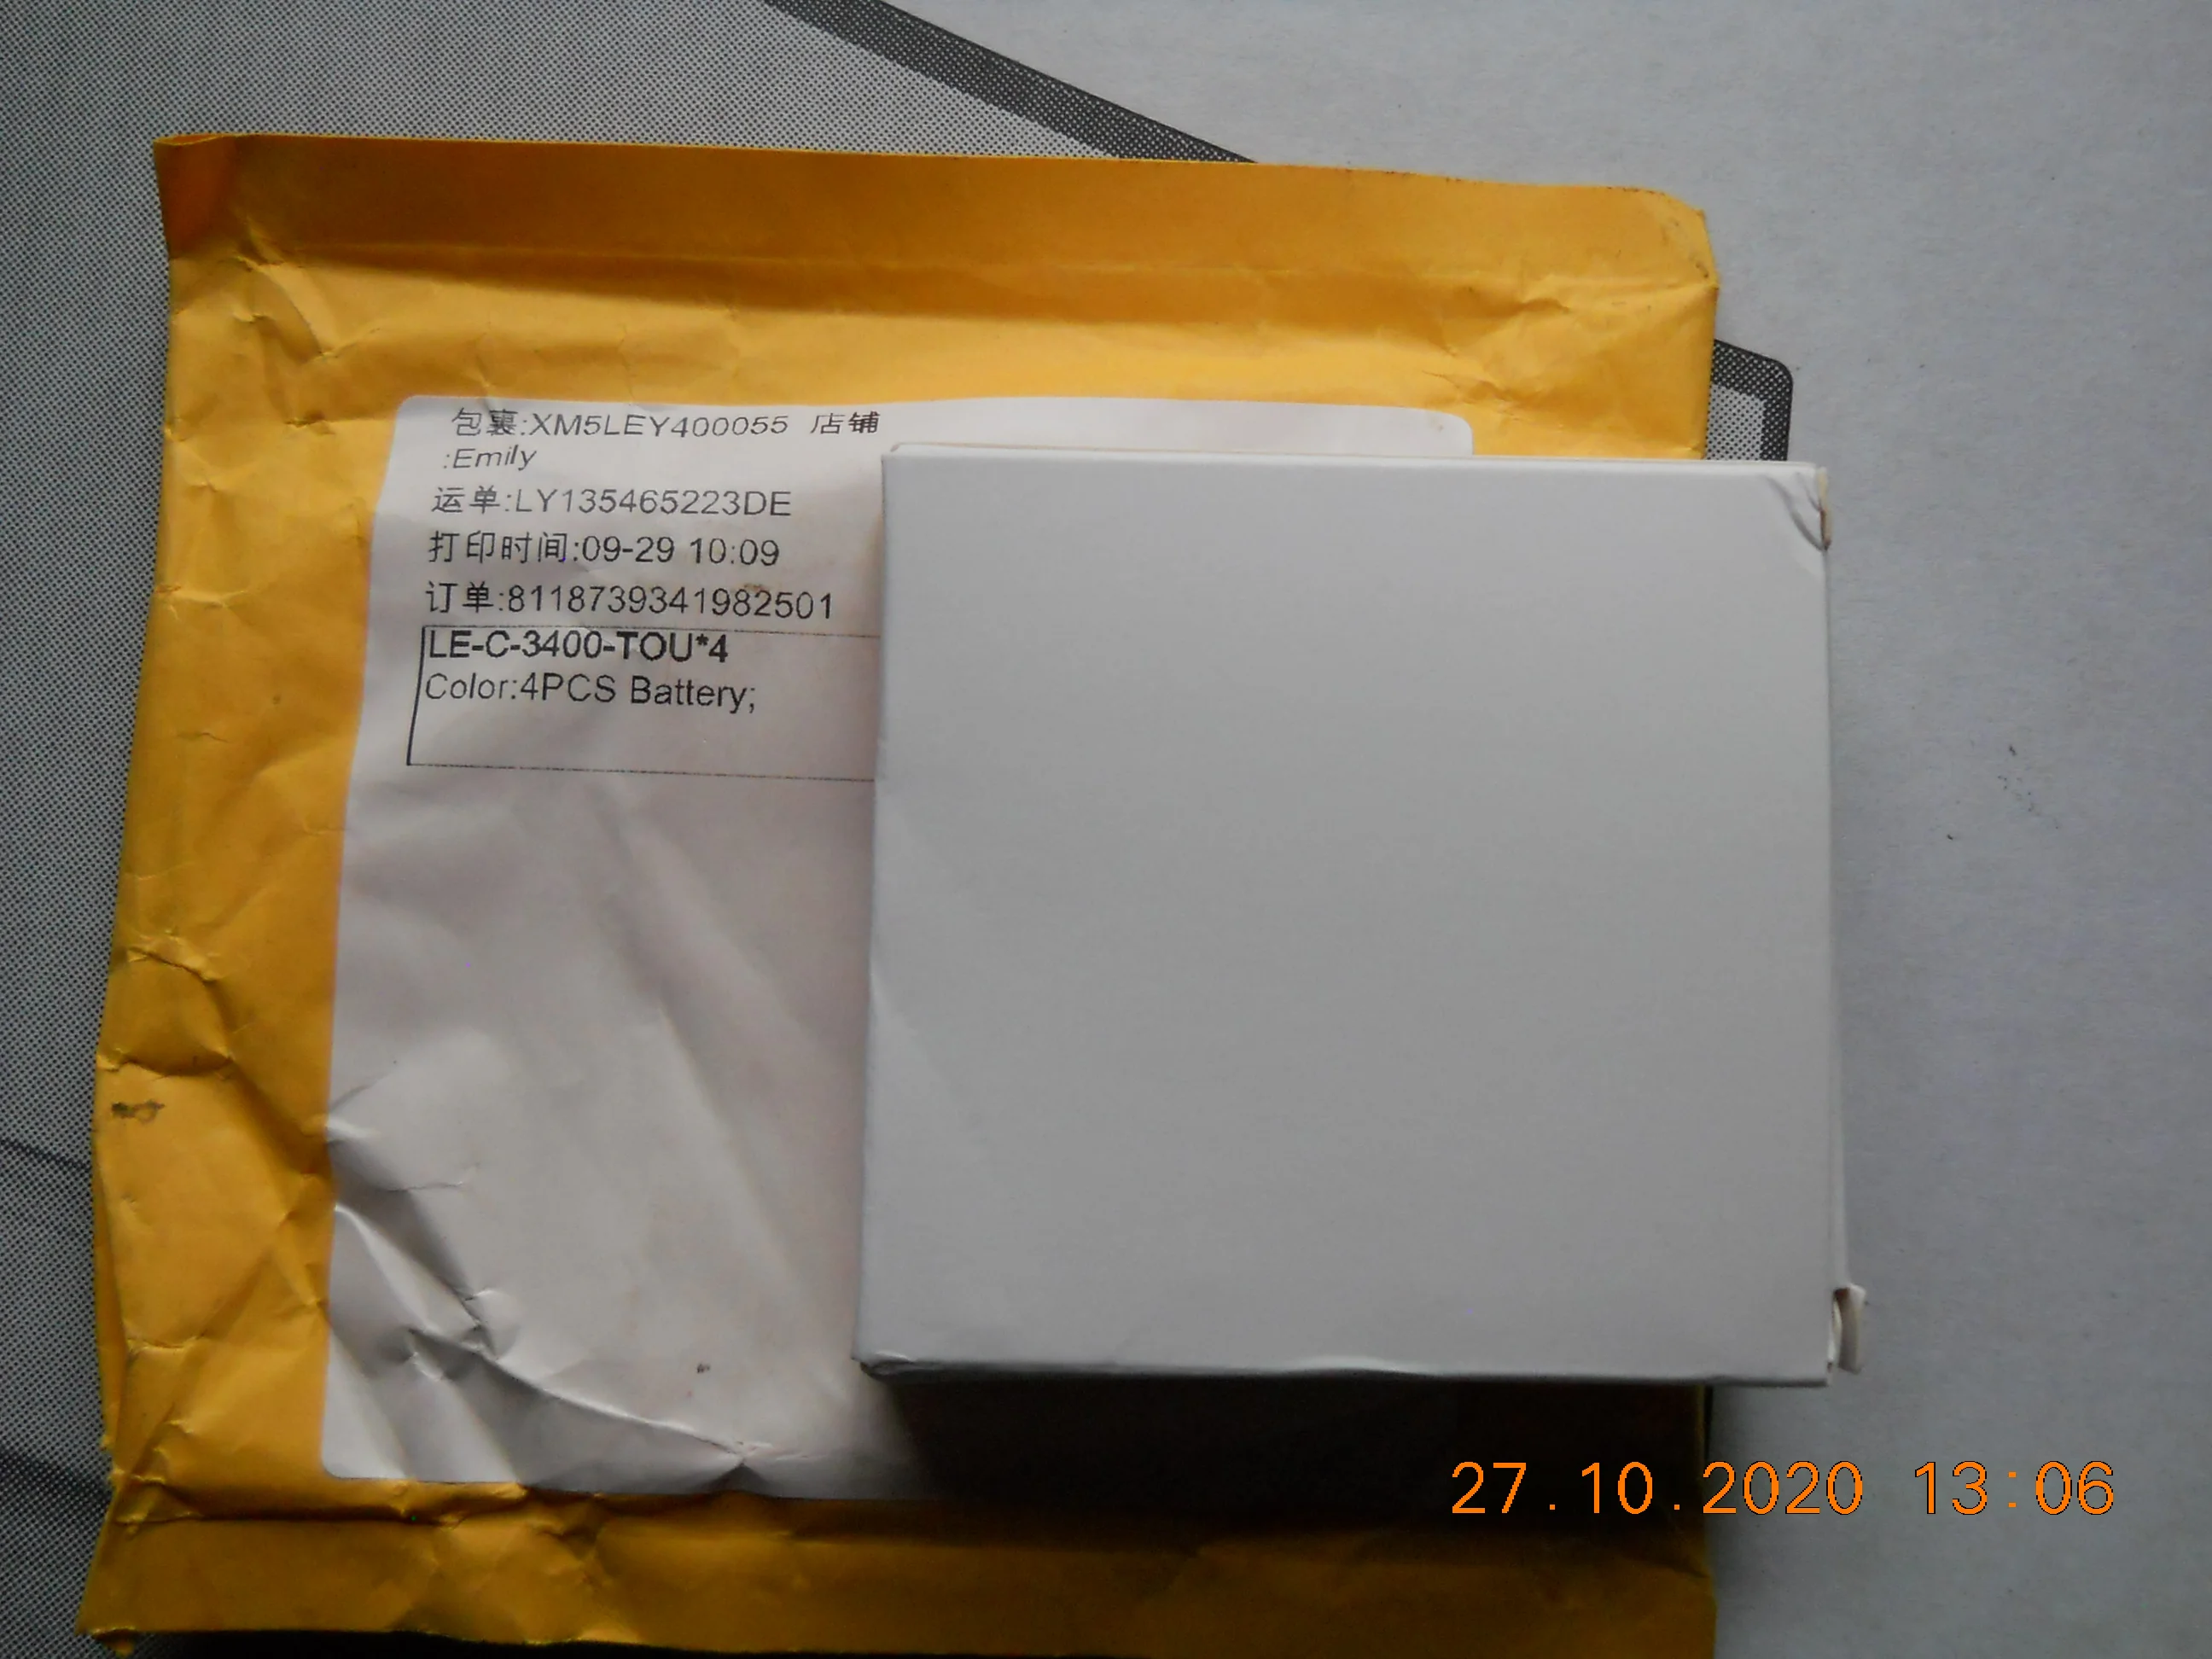 包裹:XM5LEY400055 店铺
:Emily
运单:LY135465223DE
打印时间:09-29 10:09
订单:8118739341982501
LE-C-3400-TOU*4
Color:4PCS Battery;
27.10.2020 13:06